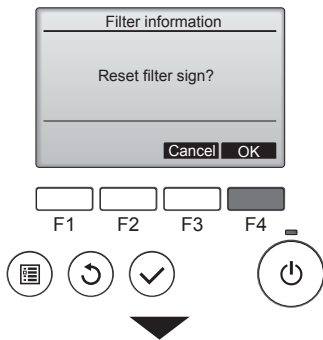 Filter information
Reset filter sign?
Cancel OK
F1 F2 F3 F4